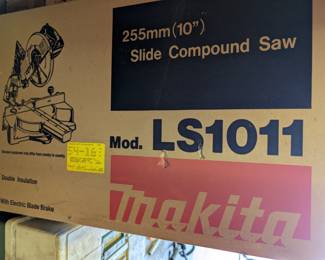 255mm (10")
Slide Compound Saw
Mod. LS1011
Makita
Double Insulation
With Electric Blade Brake